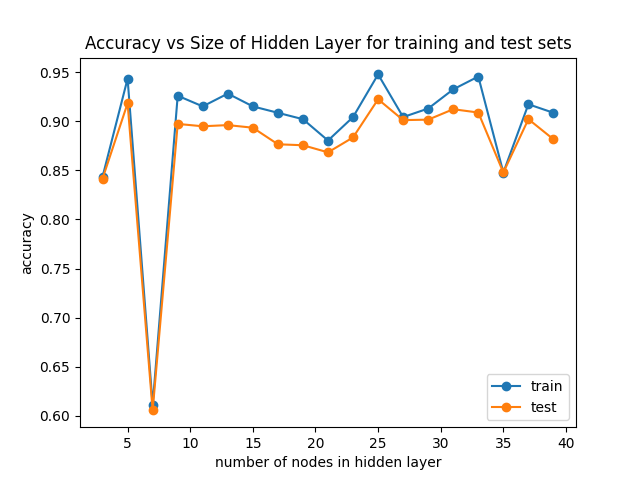 Accuracy vs Size of Hidden Layer for training and test sets
0.95
0.90
0.85
0.80
0.75
0.70
0.65
0.60
accuracy
5 10 15 20 25 30 35 40
number of nodes in hidden layer
train
test